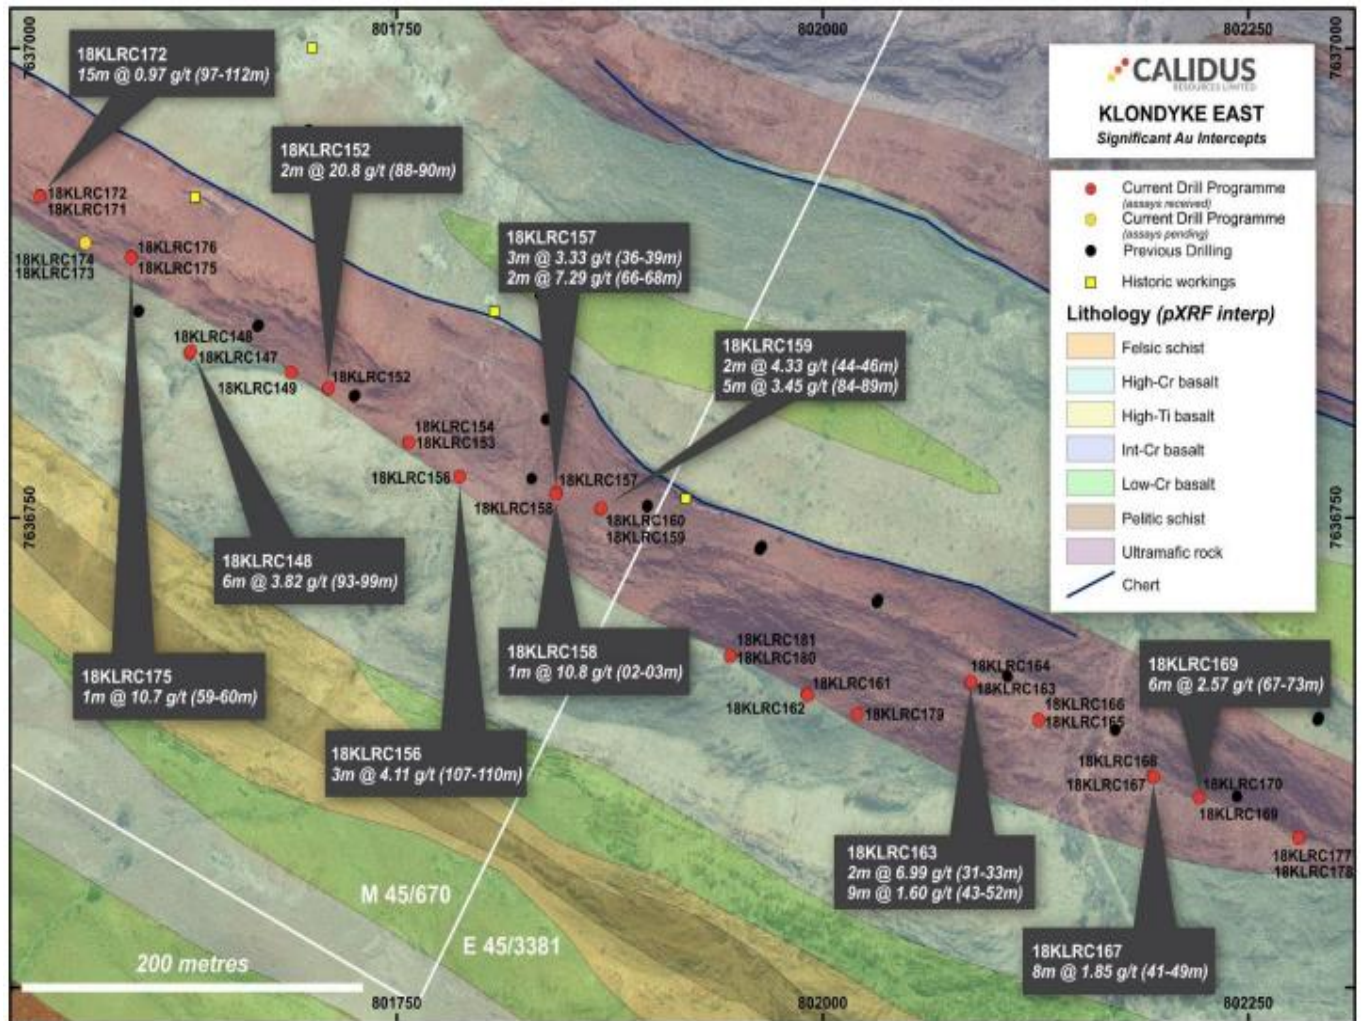 801750
802000
802250
7637000
7637000
18KLRC172
15m @ 0.97 g/t (97-112m)
CALIDUS
RESOURCES LIMITED
KLONDYKE EAST
Significant Au Intercepts
18KLRC152
2m @ 20.8 g/t (88-90m)
18KLRC172
18KLRC171
Current Drill Programme
(assays received)
Current Drill Programme
(assays pending)
Previous Drilling
Historic workings
Lithology (pXRF interp)
Felsic schist
High-Cr basalt
High-Ti basalt
Int-Cr basalt
Low-Cr basalt
Pelitic schist
Ultramafic rock
Chert
18KLRC157
3m @ 3.33 g/t (36-39m)
2m @ 7.29 g/t (66-68m)
18KLRC176
18KLRC175
18KLRC174
18KLRC173
18KLRC148
18KLRC147
18KLRC149
18KLRC152
18KLRC159
2m @ 4.33 g/t (44-46m)
5m @ 3.45 g/t (84-89m)
18KLRC154
18KLRC153
18KLRC156
18KLRC157
18KLRC158
18KLRC160
18KLRC159
7636750
7636750
18KLRC148
6m @ 3.82 g/t (93-99m)
18KLRC175
1m @ 10.7 g/t (59-60m)
18KLRC158
1m @ 10.8 g/t (02-03m)
18KLRC181
18KLRC180
18KLRC161
18KLRC162
18KLRC179
18KLRC164
18KLRC163
18KLRC166
18KLRC165
18KLRC169
6m @ 2.57 g/t (67-73m)
18KLRC156
3m @ 4.11 g/t (107-110m)
18KLRC168
18KLRC167
18KLRC170
18KLRC169
18KLRC177
18KLRC178
18KLRC163
2m @ 6.99 g/t (31-33m)
9m @ 1.60 g/t (43-52m)
M 45/670
E 45/3381
18KLRC167
8m @ 1.85 g/t (41-49m)
200 metres
801750
802000
802250